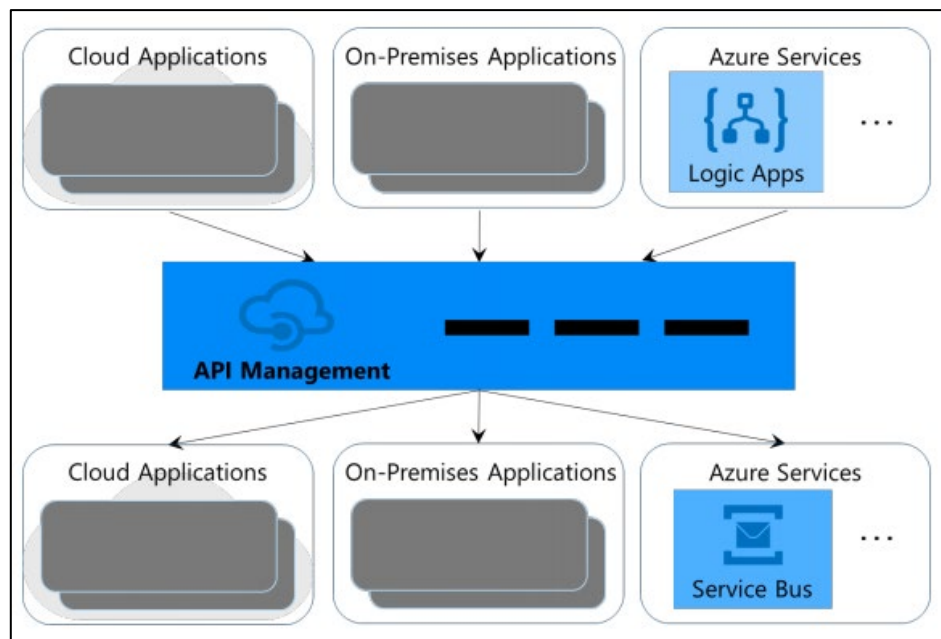 Cloud Applications
On-Premises Applications
Azure Services
Logic Apps
...
API Management
Cloud Applications
On-Premises Applications
Azure Services
Service Bus
...